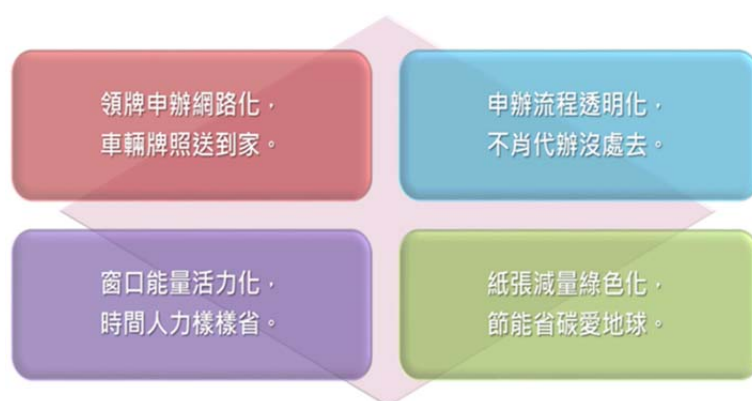 領牌申辦網路化，
車輛牌照送到家。
申辦流程透明化，
不肖代辦沒處去。
窗口能量活力化，
時間人力樣樣省。
紙張減量綠色化，
節能省碳愛地球。